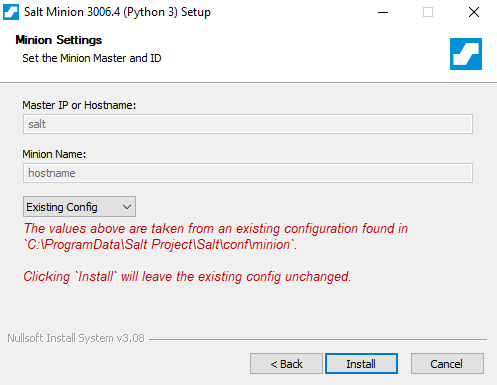 Salt Minion 3006.4 (Python 3) Setup
Minion Settings
Set the Minion Master and ID
Master IP or Hostname:
salt
Minion Name:
hostname
Existing Config
The values above are taken from an existing configuration found in
`C:\ProgramData\Salt Project\Salt\conf\minion`.
Clicking `Install` will leave the existing config unchanged.
Nullsoft Install System v3.08
< Back
Install
Cancel